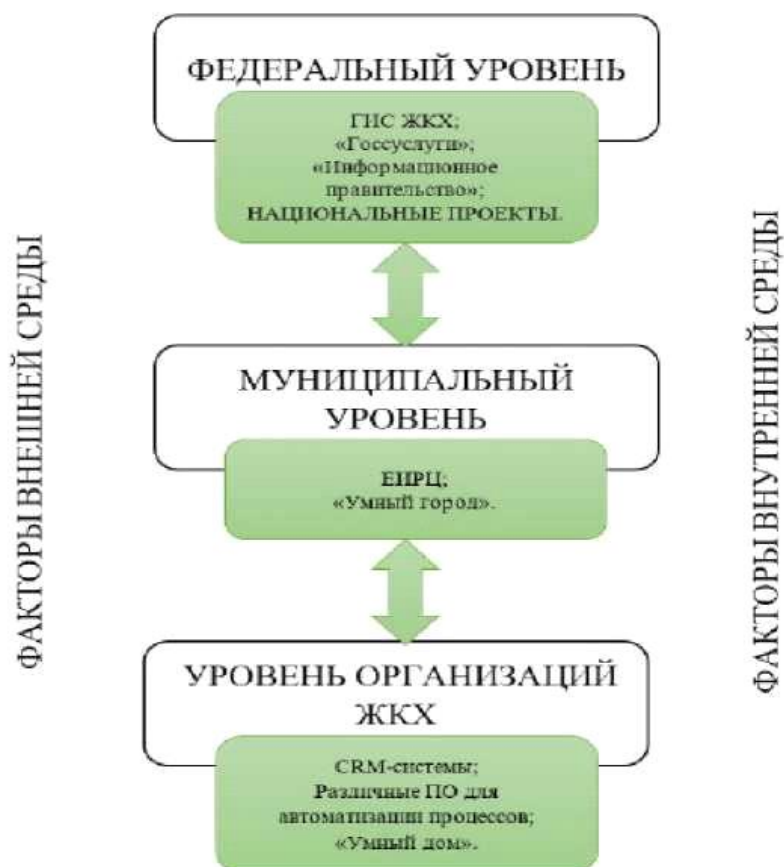 ФЕДЕРАЛЬНЫЙ УРОВЕНЬ
ГИС ЖКХ;
«Госсуслуги»;
«Информационное
правительство»;
НАЦИОНАЛЬНЫЕ ПРОЕКТЫ.
ФАКТОРЫ ВНЕШНЕЙ СРЕДЫ
ФАКТОРЫ ВНУТРЕННЕЙ СРЕДЫ
МУНИЦИПАЛЬНЫЙ
УРОВЕНЬ
ЕИРЦ;
«Умный город».
УРОВЕНЬ ОРГАНИЗАЦИЙ
ЖКХ
CRM-системы;
Различные ПО для
автоматизации процессов;
«Умный дом».